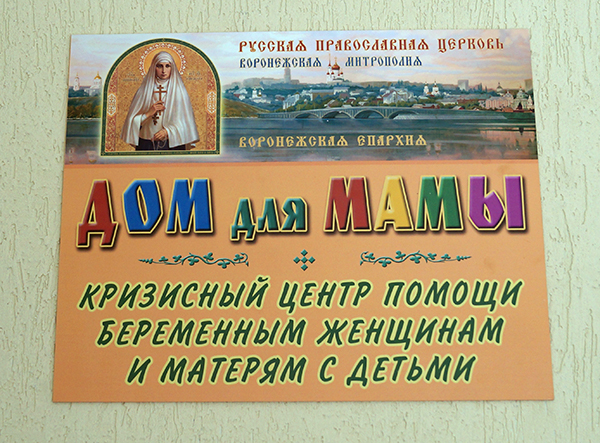 РУССКАЯ ПРАВОСЛАВНАЯ ЦЕРКОВЬ
ВОРОНЕЖСКАЯ МИТРОПОЛИЯ
ВОРОНЕЖСКАЯ ЕПАРХИЯ
ДОМ для МАМЫ
КРИЗИСНЫЙ ЦЕНТР ПОМОЩИ
БЕРЕМЕННЫМ ЖЕНЩИНАМ
И МАТЕРЯМ С ДЕТЬМИ